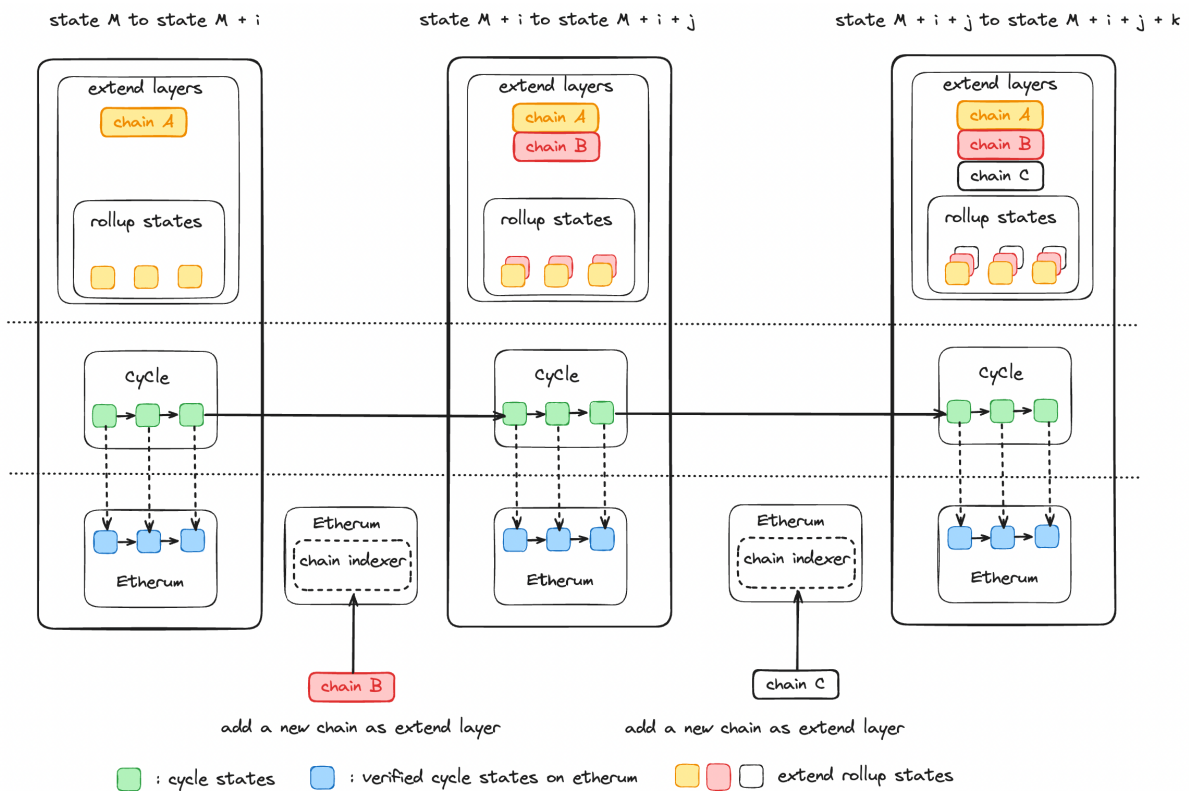 state M to state M + i
state M + i to state M + i + j
state M + i + j to state M + i + j + k
extend layers
chain A
rollup states
cycle
Etherum
extend layers
chain A
chain B
rollup states
cycle
Etherum
extend layers
chain A
chain B
chain C
rollup states
cycle
Etherum
Etherum
chain indexer
chain B
add a new chain as extend layer
Etherum
chain indexer
chain C
add a new chain as extend layer
: cycle states
: verified cycle states on etherum
extend rollup states